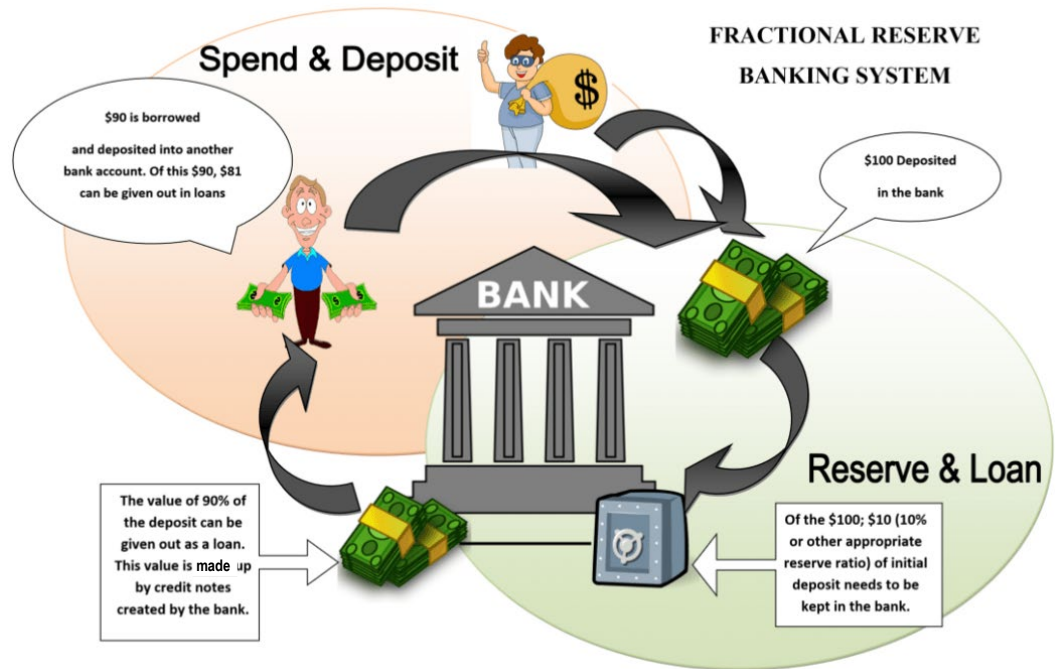 FRACTIONAL RESERVE
BANKING SYSTEM
Spend & Deposit
$
$90 is borrowed
and deposited into another
bank account. Of this $90, $81
can be given out in loans
$100 Deposited
in the bank
BANK
Reserve & Loan
The value of 90% of
the deposit can be
given out as a loan.
This value is made up
by credit notes
created by the bank.
Of the $100; $10 (10%
or other appropriate
reserve ratio) of initial
deposit needs to be
kept in the bank.